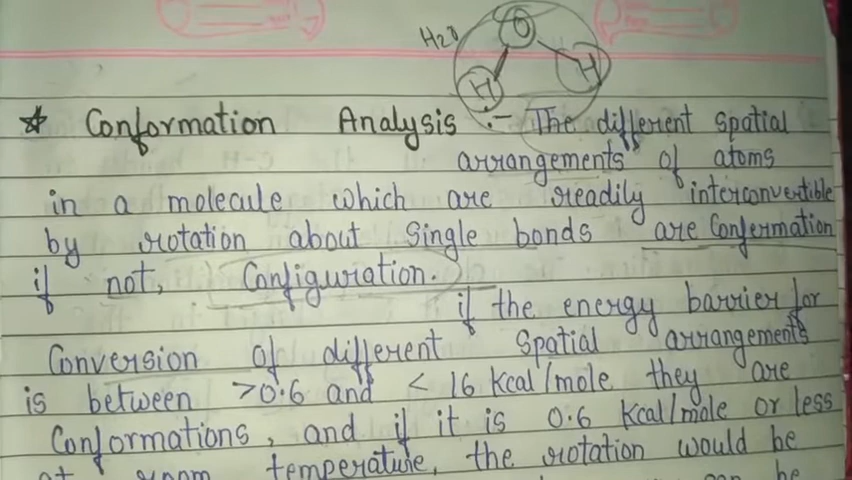 H2O
O
H
H
☆ Conformation Analysis :- The different spatial
arrangements of atoms
in a molecule which are readily interconvertible
by rotation about Single bonds are Conformation
if not, Configuration.
if the energy barrier for
Conversion of different Spatial arrangements
is between >0.6 and < 16 Kcal/mole they are
Conformations, and if it is 0.6 Kcal/mole or less
at room temperature, the rotation would be
be